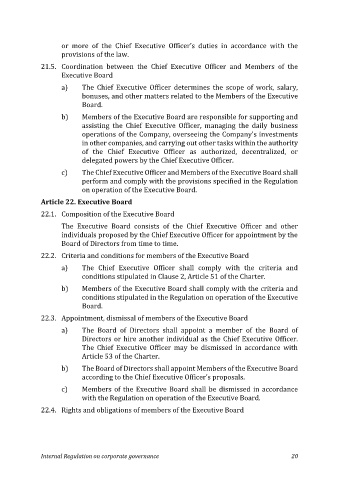 or more of the Chief Executive Officer's duties in accordance with the
provisions of the law.
21.5. Coordination between the Chief Executive Officer and Members of the
Executive Board
a) The Chief Executive Officer determines the scope of work, salary,
bonuses, and other matters related to the Members of the Executive
Board.
b) Members of the Executive Board are responsible for supporting and
assisting the Chief Executive Officer, managing the daily business
operations of the Company, overseeing the Company's investments
in other companies, and carrying out other tasks within the authority
of the Chief Executive Officer as authorized, decentralized, or
delegated powers by the Chief Executive Officer.
c) The Chief Executive Officer and Members of the Executive Board shall
perform and comply with the provisions specified in the Regulation
on operation of the Executive Board.
Article 22. Executive Board
22.1. Composition of the Executive Board
The Executive Board consists of the Chief Executive Officer and other
individuals proposed by the Chief Executive Officer for appointment by the
Board of Directors from time to time.
22.2. Criteria and conditions for members of the Executive Board
a) The Chief Executive Officer shall comply with the criteria and
conditions stipulated in Clause 2, Article 51 of the Charter.
b) Members of the Executive Board shall comply with the criteria and
conditions stipulated in the Regulation on operation of the Executive
Board.
22.3. Appointment, dismissal of members of the Executive Board
a) The Board of Directors shall appoint a member of the Board of
Directors or hire another individual as the Chief Executive Officer.
The Chief Executive Officer may be dismissed in accordance with
Article 53 of the Charter.
b) The Board of Directors shall appoint Members of the Executive Board
according to the Chief Executive Officer's proposals.
c) Members of the Executive Board shall be dismissed in accordance
with the Regulation on operation of the Executive Board.
22.4. Rights and obligations of members of the Executive Board
Internal Regulation on corporate governance 20